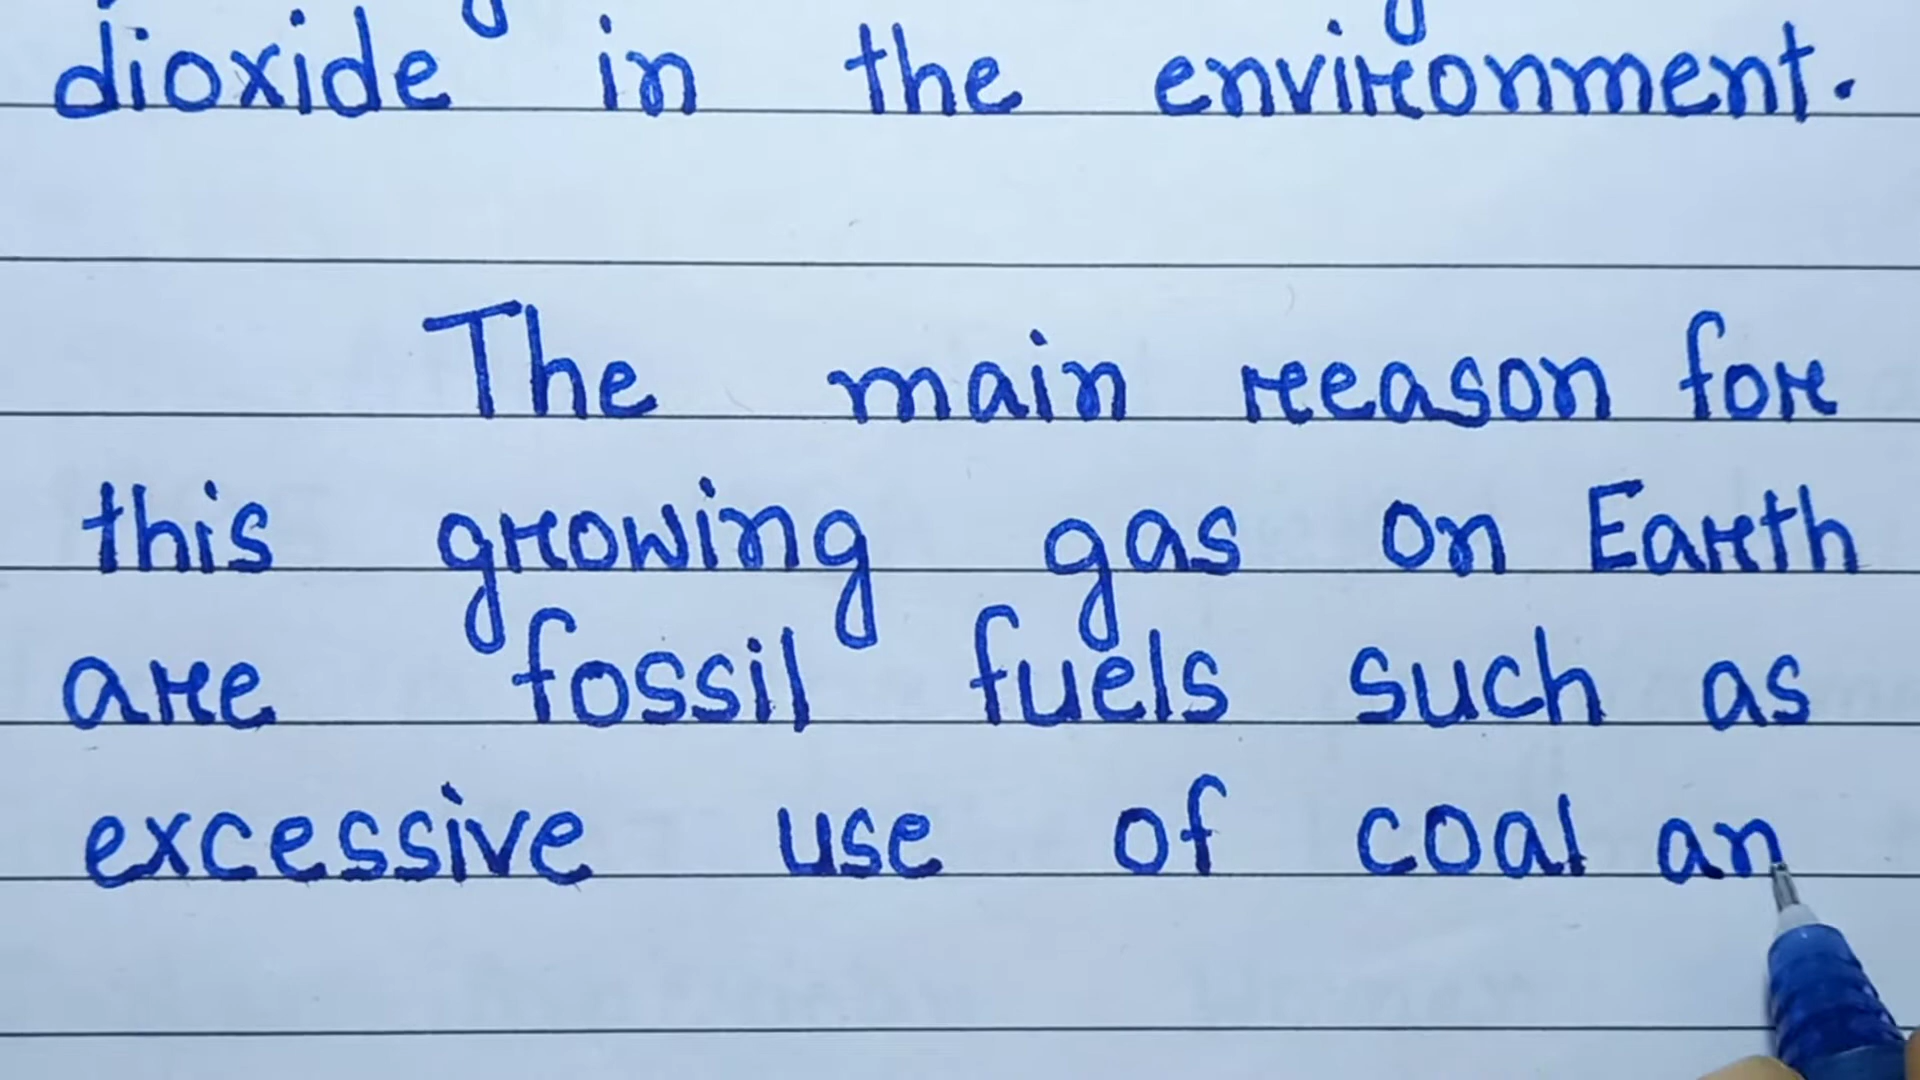 dioxide in the environment.
The main reason for
this growing gas on Earth
are fossil fuels such as
excessive use of coal an